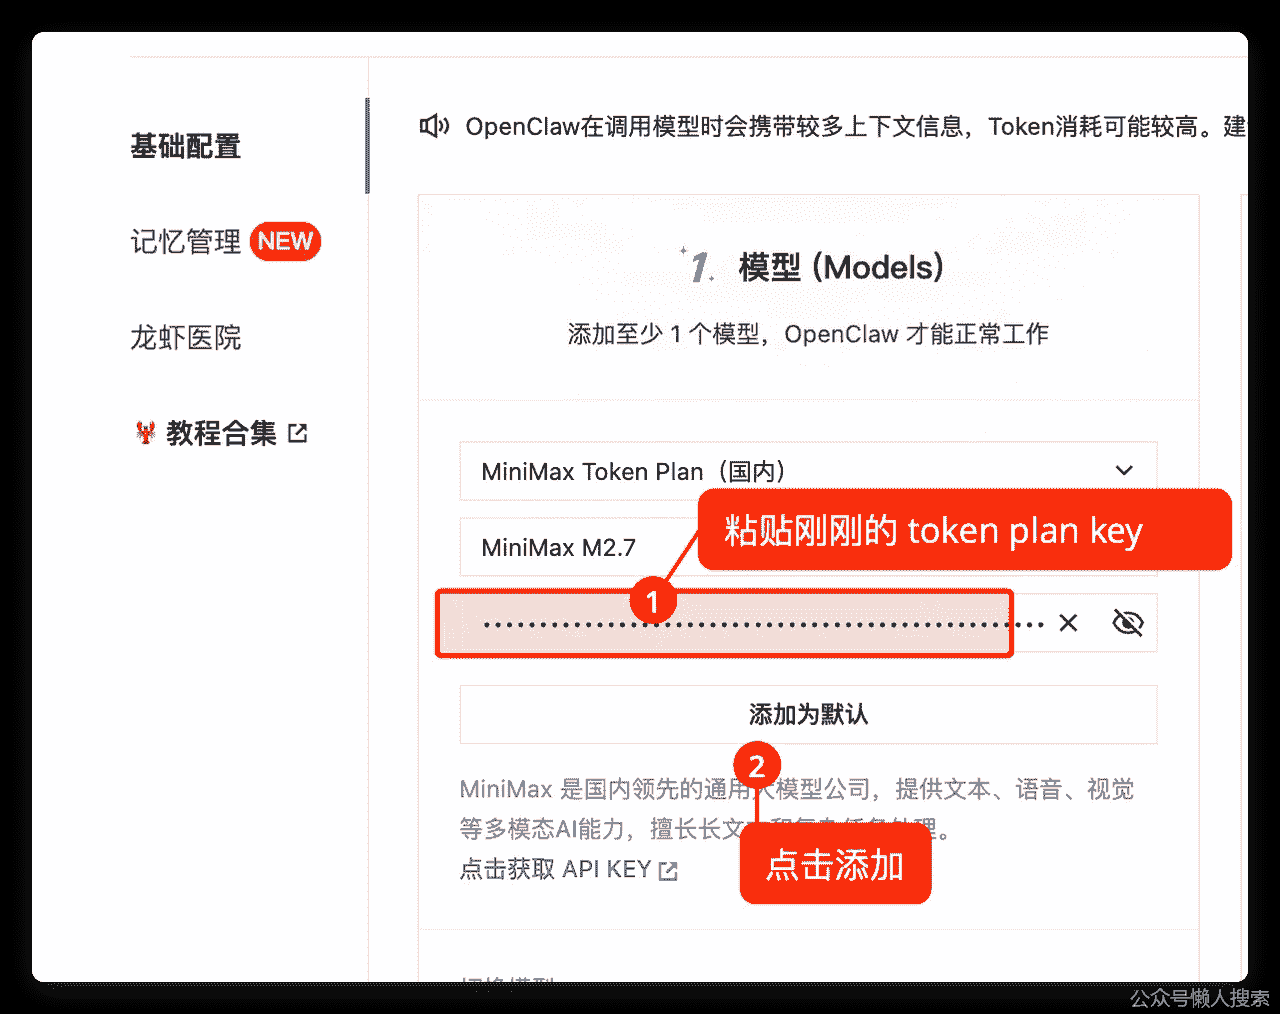 基础配置
记忆管理 NEW
龙虾医院
教程合集
OpenClaw在调用模型时会携带较多上下文信息，Token消耗可能较高。建
1. 模型 (Models)
添加至少 1 个模型，OpenClaw 才能正常工作
MiniMax Token Plan（国内）
粘贴刚刚的 token plan key
MiniMax M2.7
1
添加为默认
2
MiniMax 是国内领先的通用大模型公司，提供文本、语音、视觉
等多模态AI能力，擅长长文 理。
点击获取 API KEY
点击添加
切换模型
公众号懒人搜索